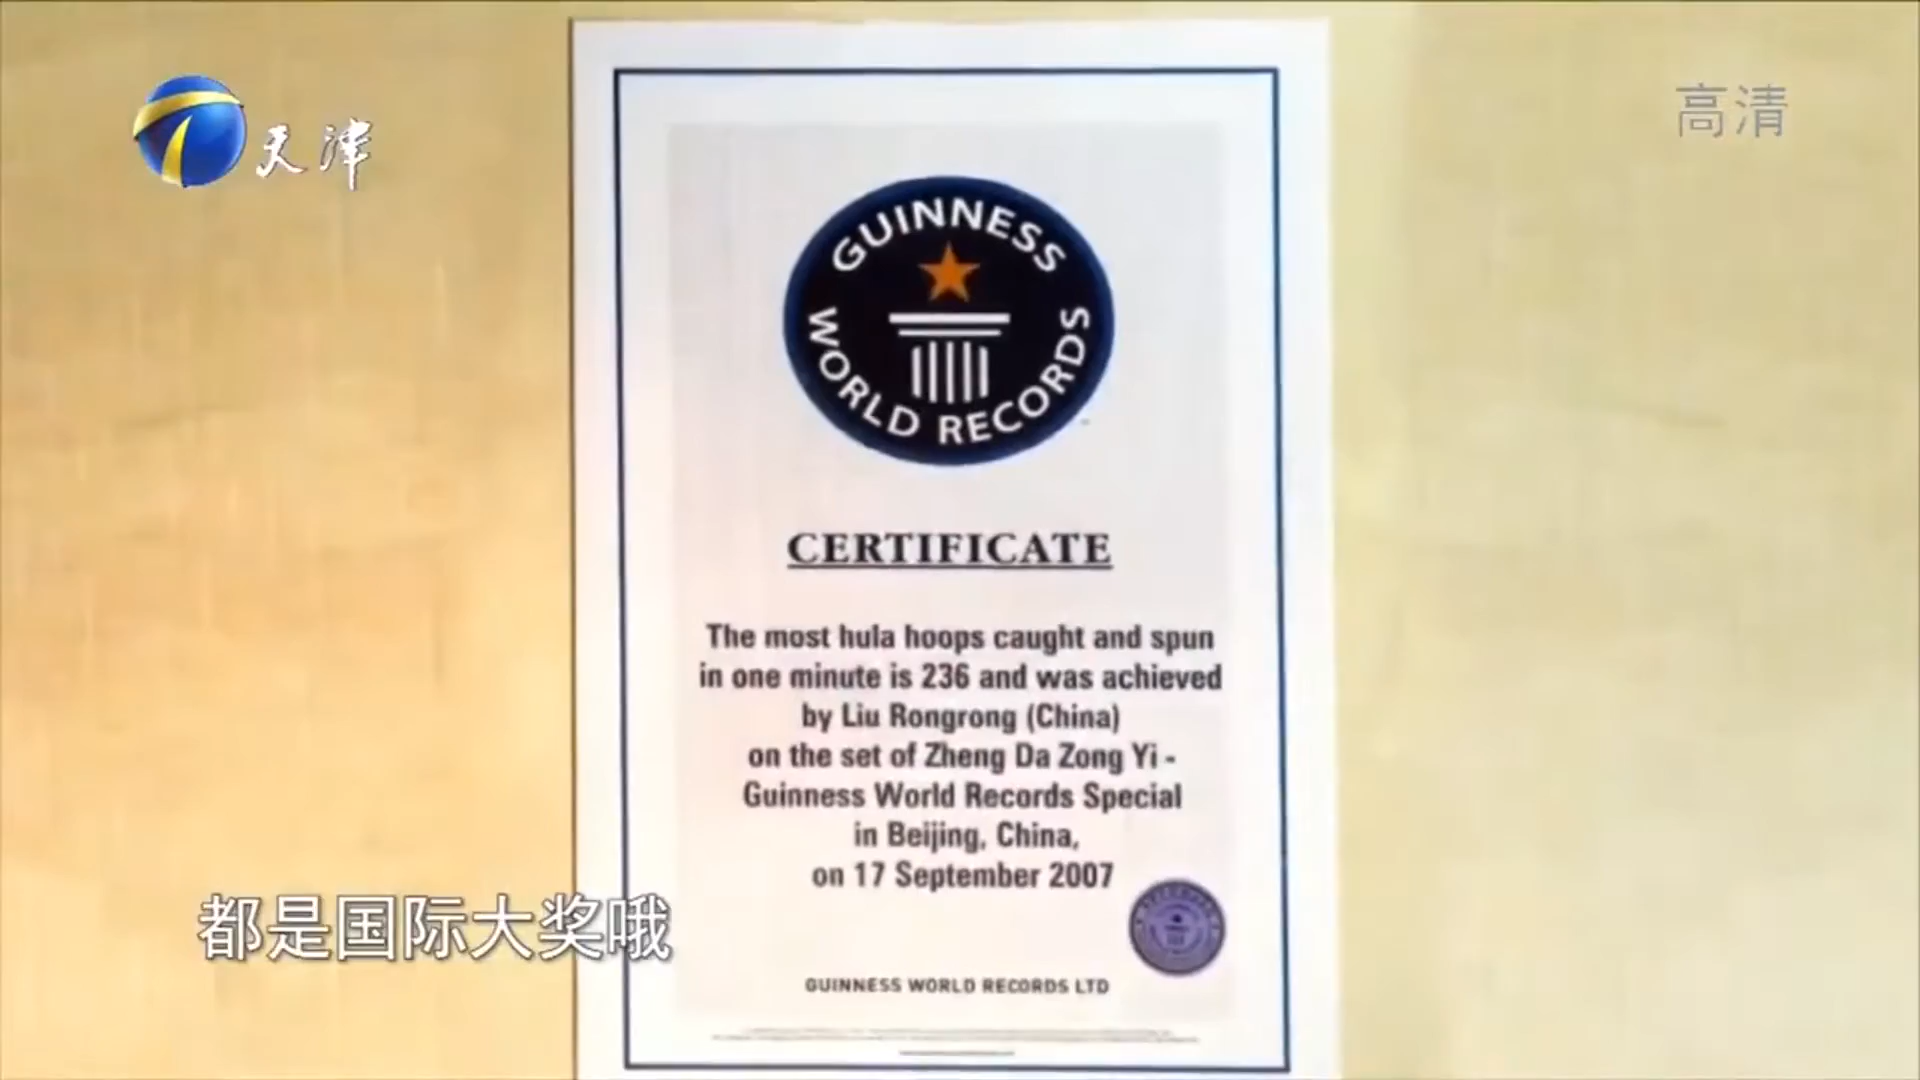 天津
高清
GUINNESS
WORLD RECORDS
CERTIFICATE
The most hula hoops caught and spun
in one minute is 236 and was achieved
by Liu Rongrong (China)
on the set of Zheng Da Zong Yi -
Guinness World Records Special
in Beijing, China,
on 17 September 2007
都是国际大奖哦
GUINNESS WORLD RECORDS LTD